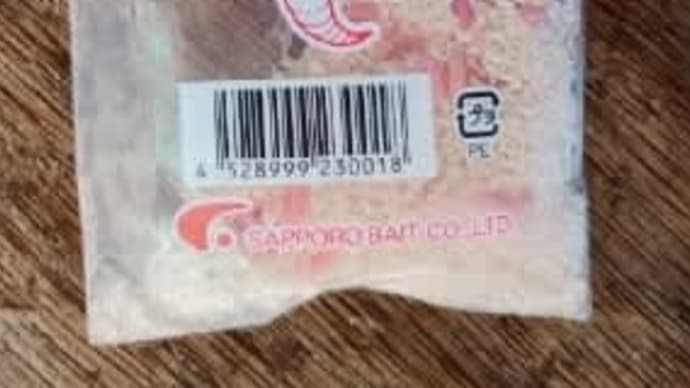 4 528999 230018
プラ
PE
SAPPORO BAIT CO.,LTD